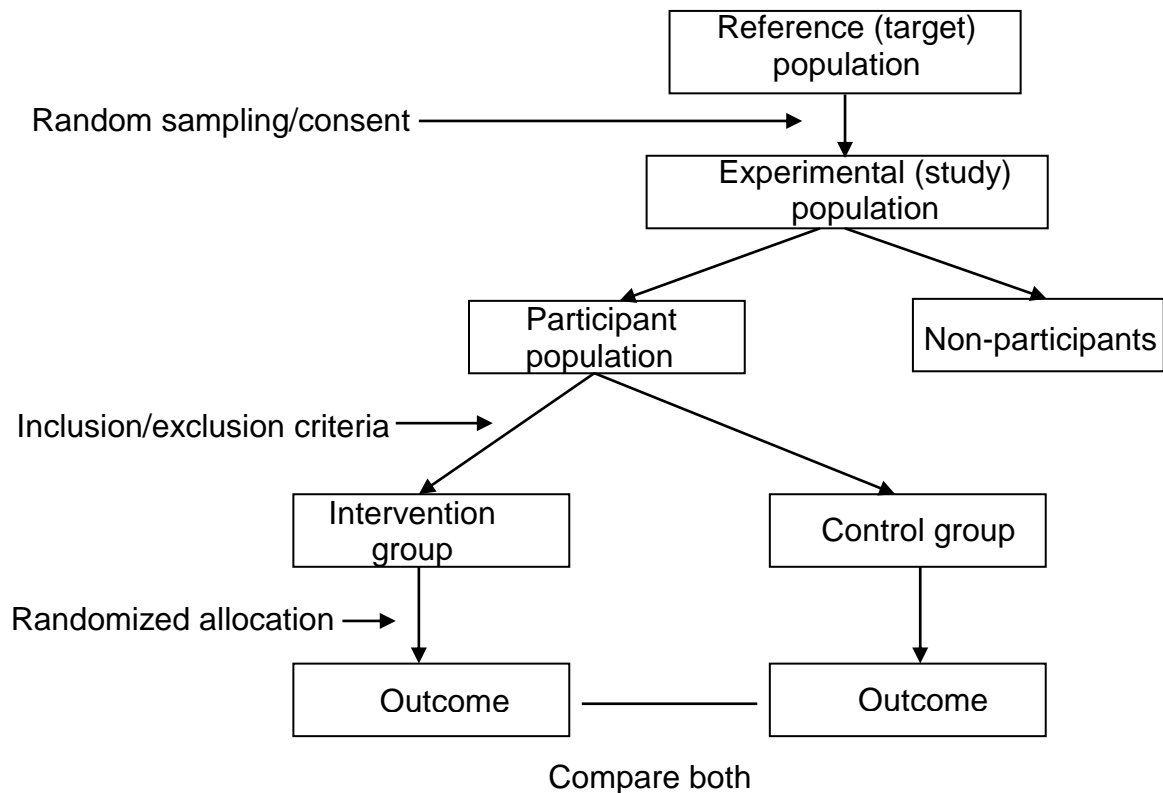 Reference (target)
population
Random sampling/consent
Experimental (study)
population
Participant
population
Non-participants
Inclusion/exclusion criteria
Intervention
group
Control group
Randomized allocation
Outcome
Outcome
Compare both